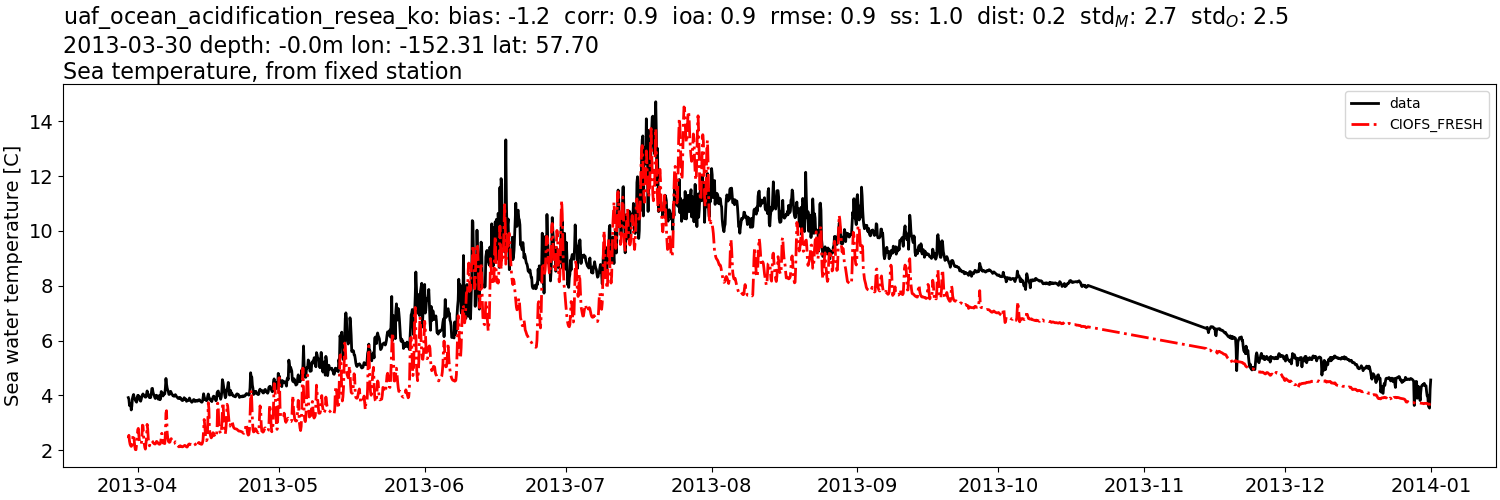 uaf_ocean_acidification_resea_ko: bias: -1.2 corr: 0.9 ioa: 0.9 rmse: 0.9 ss: 1.0 dist: 0.2 std_M: 2.7 std_O: 2.5
2013-03-30 depth: -0.0m lon: -152.31 lat: 57.70
Sea temperature, from fixed station
data
CIOFS_FRESH
Sea water temperature [C]
14
12
10
8
6
4
2
2013-04 2013-05 2013-06 2013-07 2013-08 2013-09 2013-10 2013-11 2013-12 2014-01